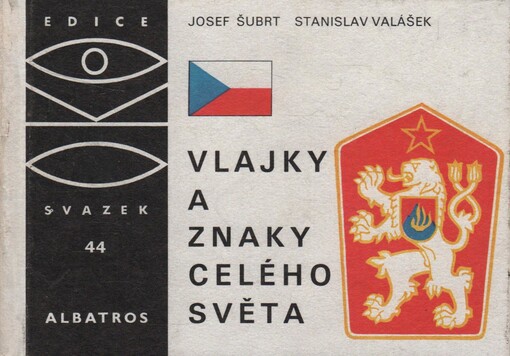 EDICE
SVAZEK
44
ALBATROS
JOSEF ŠUBRT STANISLAV VALÁŠEK
VLAJKY
A
ZNAKY
CELÉHO
SVĚTA